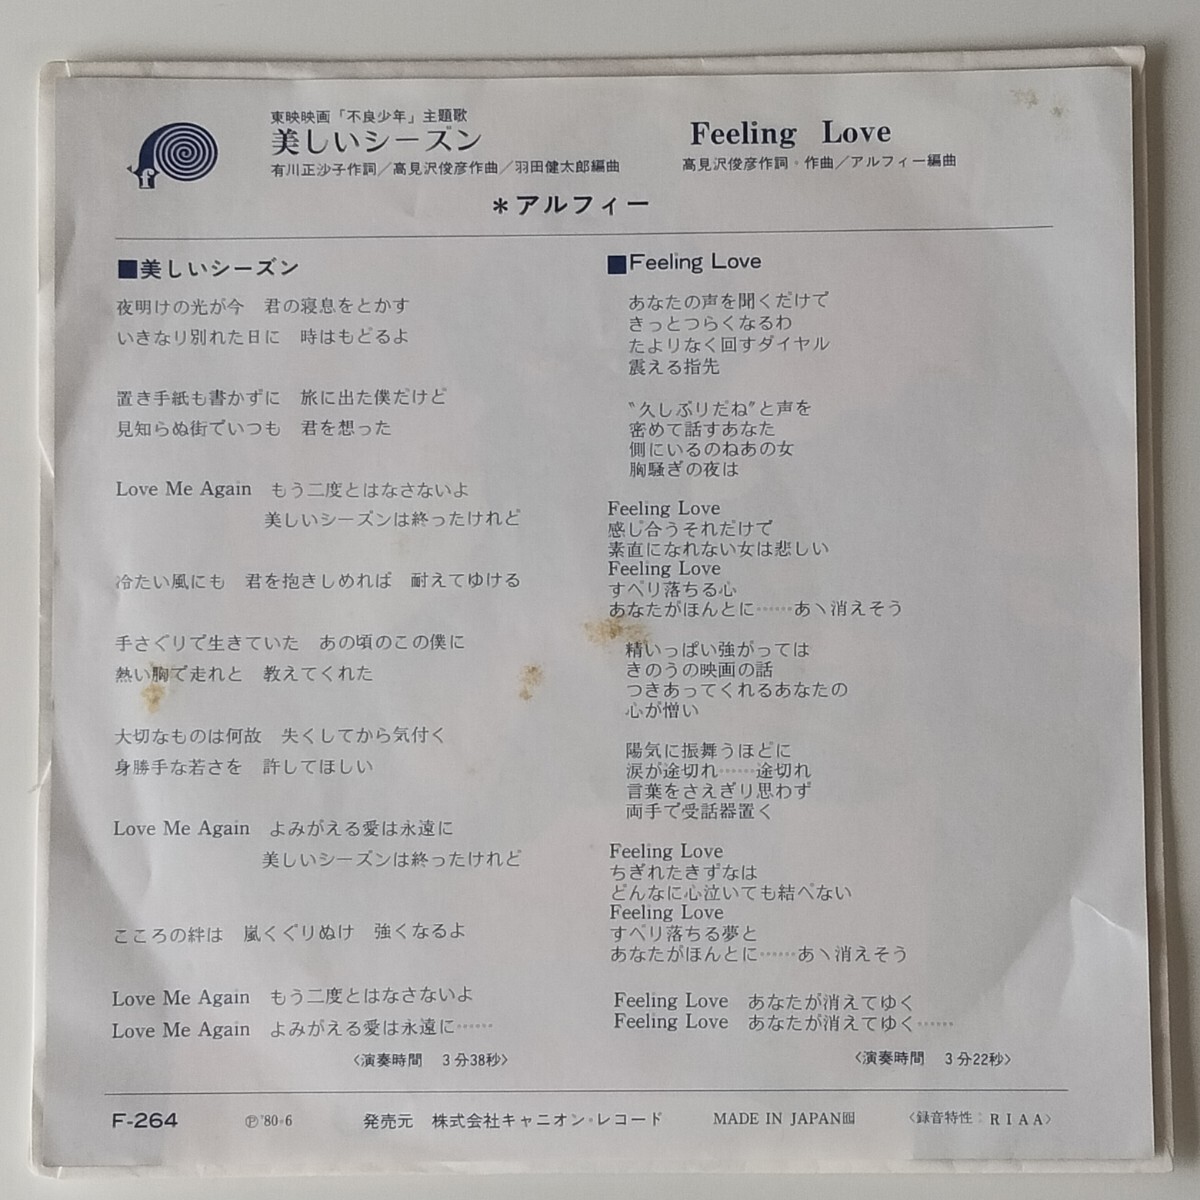 東映映画「不良少年」主題歌
美しいシーズン
有川正沙子作詞／高見沢俊彦作曲／羽田健太郎編曲
Feeling Love
高見沢俊彦作詞・作曲／アルフィー編曲
＊アルフィー
f
■美しいシーズン
夜明けの光が今　君の寝息をとかす
いきなり別れた日に　時はもどるよ
置き手紙も書かずに　旅に出た僕だけど
見知らぬ街でいつも　君を想った
Love Me Again　もう二度とはなさないよ
美しいシーズンは終ったけれど
冷たい風にも　君を抱きしめれば　耐えてゆける
手さぐりで生きていた　あの頃のこの僕に
熱い胸で走れと　教えてくれた
大切なものは何故　失くしてから気付く
身勝手な若さを　許してほしい
Love Me Again　よみがえる愛は永遠に
美しいシーズンは終ったけれど
こころの絆は　嵐くぐりぬけ　強くなるよ
Love Me Again　もう二度とはなさないよ
Love Me Again　よみがえる愛は永遠に……
〈演奏時間　3分38秒〉
■Feeling Love
あなたの声を聞くだけで
きっとつらくなるわ
たよりなく回すダイヤル
震える指先
“久しぶりだね”と声を
密めて話すあなた
側にいるのねあの女
胸騒ぎの夜は
Feeling Love
感じ合うそれだけで
素直になれない女は悲しい
Feeling Love
すべり落ちる心
あなたがほんとに……あヽ消えそう
精いっぱい強がっては
きのうの映画の話
つきあってくれるあなたの
心が憎い
陽気に振舞うほどに
涙が途切れ……途切れ
言葉をさえぎり思わず
両手で受話器置く
Feeling Love
ちぎれたきずなは
どんなに心泣いても結べない
Feeling Love
すべり落ちる夢と
あなたがほんとに……あヽ消えそう
Feeling Love　あなたが消えてゆく
Feeling Love　あなたが消えてゆく……
〈演奏時間　3分22秒〉
F-264　℗'80・6　発売元　株式会社キャニオン・レコード　MADE IN JAPAN　〈録音特性：RIAA〉